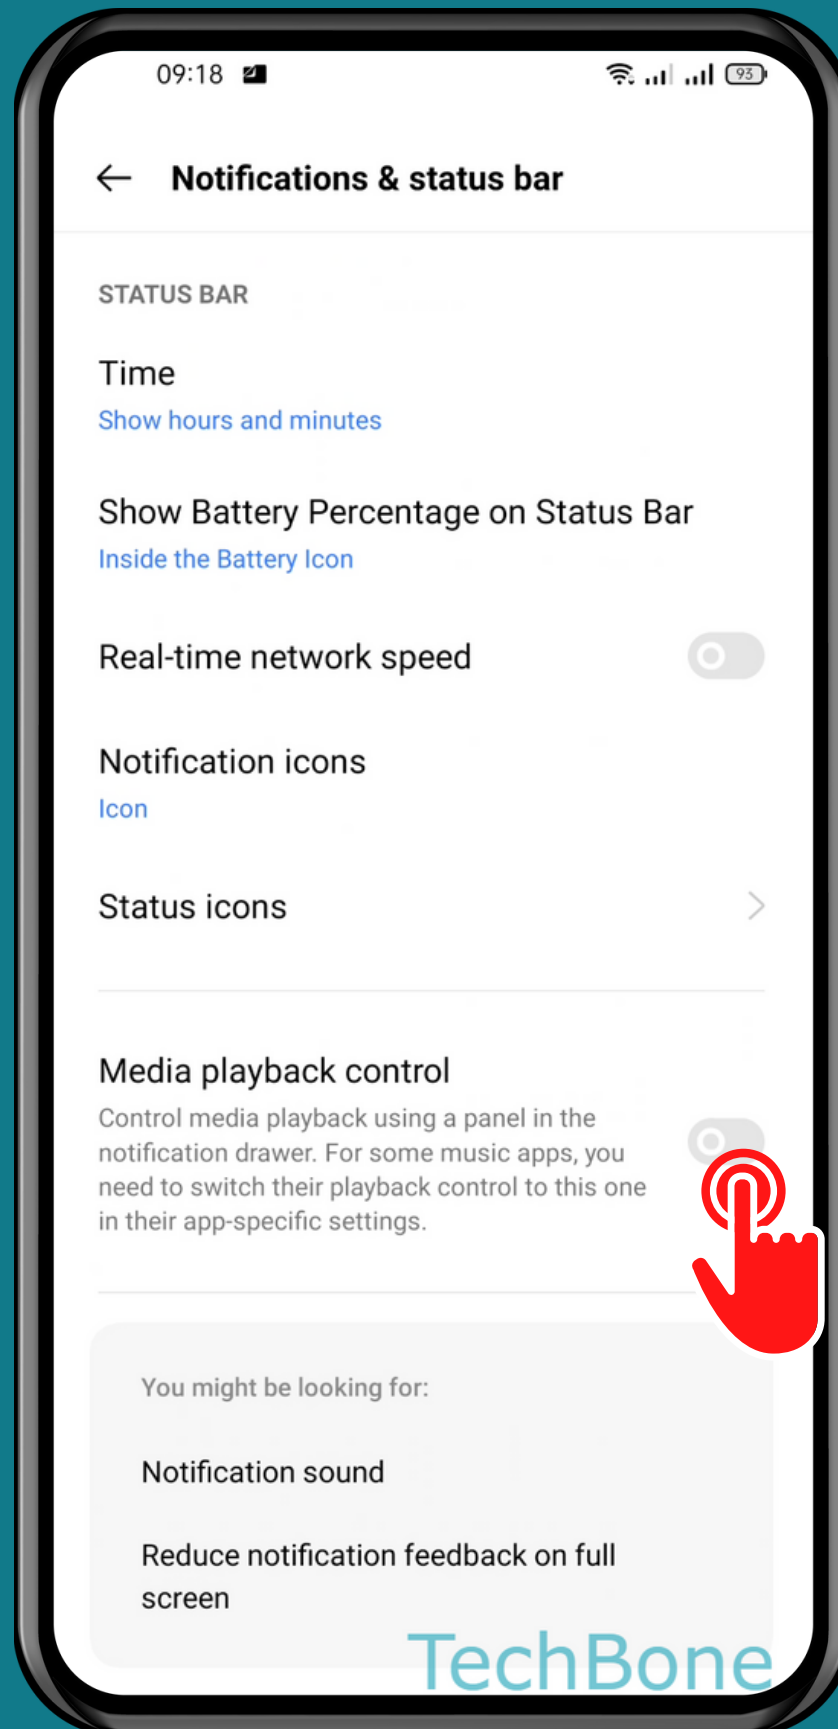 09:18 93
Notifications & status bar
STATUS BAR
Time
Show hours and minutes
Show Battery Percentage on Status Bar
Inside the Battery Icon
Real-time network speed
Notification icons
Icon
Status icons
Media playback control
Control media playback using a panel in the
notification drawer. For some music apps, you
need to switch their playback control to this one
in their app-specific settings.
You might be looking for:
Notification sound
Reduce notification feedback on full
screen
TechBone